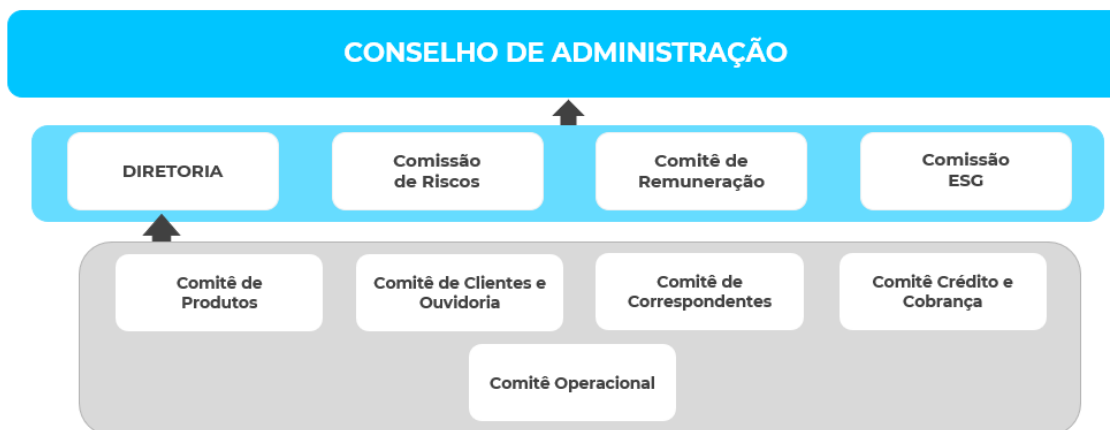 CONSELHO DE ADMINISTRAÇÃO
DIRETORIA
Comissão
de Riscos
Comitê de
Remuneração
Comissão
ESG
Comitê de
Produtos
Comitê de Clientes e
Ouvidoria
Comitê de
Correspondentes
Comitê Crédito e
Cobrança
Comitê Operacional